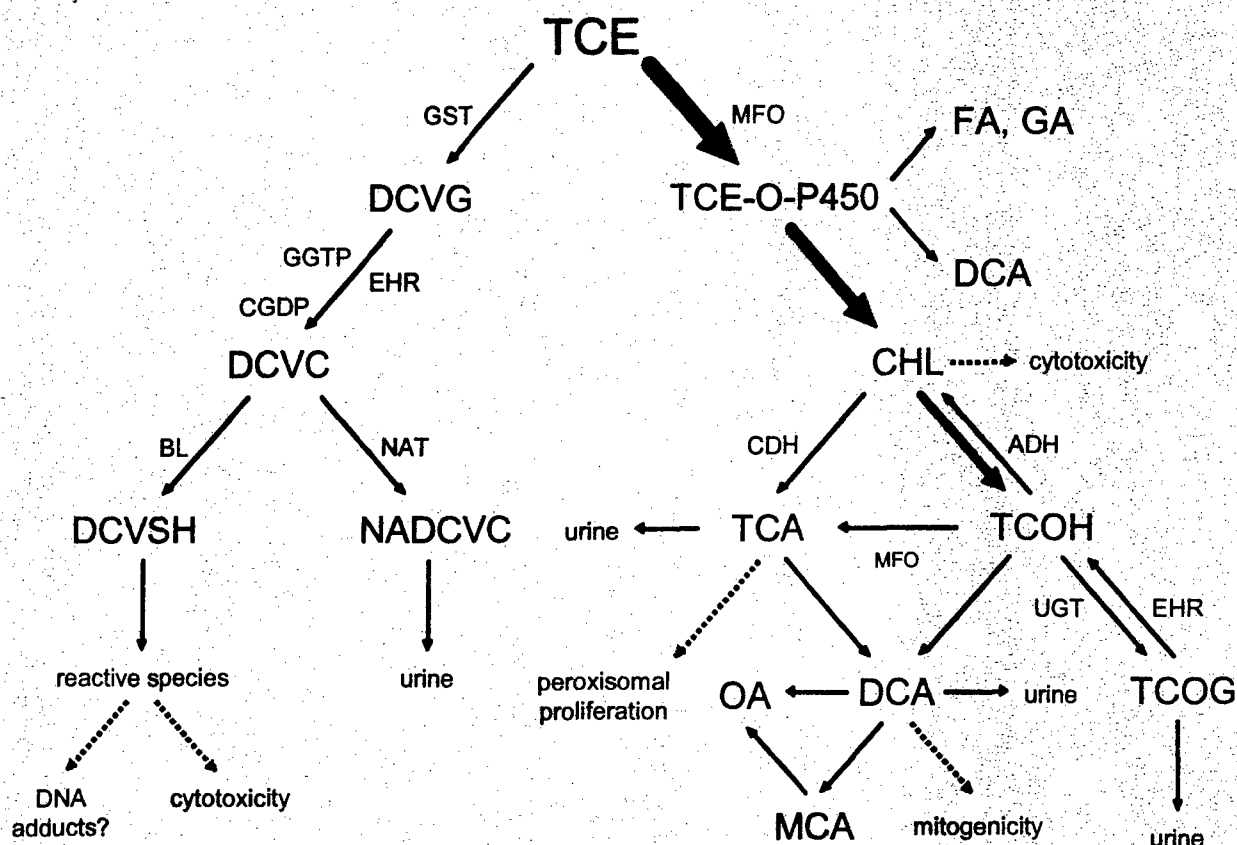 TCE
GST
MFO
FA, GA
DCVG
TCE-O-P450
GGTP
EHR
CGDP
DCA
DCVC
CHL
cytotoxicity
BL
NAT
CDH
ADH
DCVSH
NADCVC
urine
TCA
TCOH
MFO
UGT
EHR
reactive species
urine
peroxisomal
proliferation
OA
DCA
urine
TCOG
DNA
adducts?
cytotoxicity
MCA
mitogenicity
urine